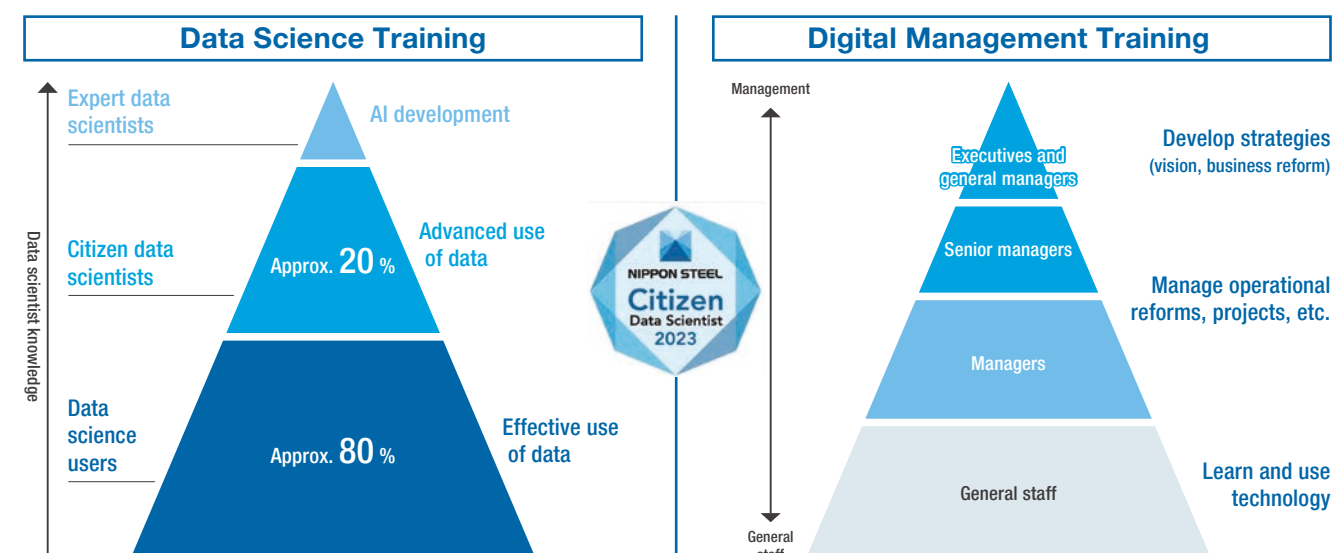 Data Science Training
Expert data
scientists
AI development
Data scientist knowledge
Citizen data
scientists
Approx. 20 %
Advanced use
of data
Data
science
users
Approx. 80 %
Effective use
of data
NIPPON STEEL
Citizen
Data Scientist
2023
Digital Management Training
Management
Executives and
general managers
Develop strategies
(vision, business reform)
Senior managers
Manage operational
reforms, projects, etc.
Managers
General staff
Learn and use
technology
General
staff